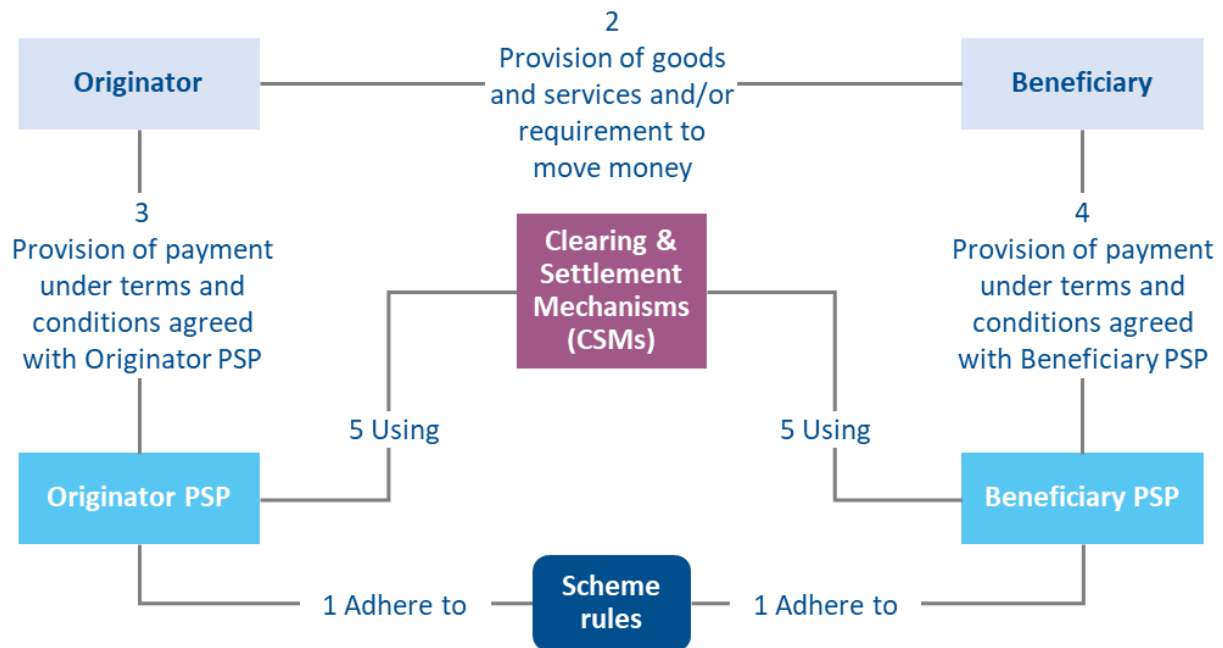 2
Provision of goods
and services and/or
requirement to
move money
Originator
Beneficiary
3
Provision of payment
under terms and
conditions agreed
with Originator PSP
Clearing &
Settlement
Mechanisms
(CSMs)
4
Provision of payment
under terms and
conditions agreed
with Beneficiary PSP
5 Using
5 Using
Originator PSP
Beneficiary PSP
1 Adhere to
Scheme
rules
1 Adhere to